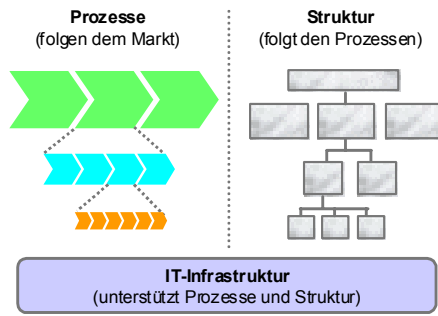 Prozesse
(folgen dem Markt)
Struktur
(folgt den Prozessen)
IT-Infrastruktur
(unterstützt Prozesse und Struktur)